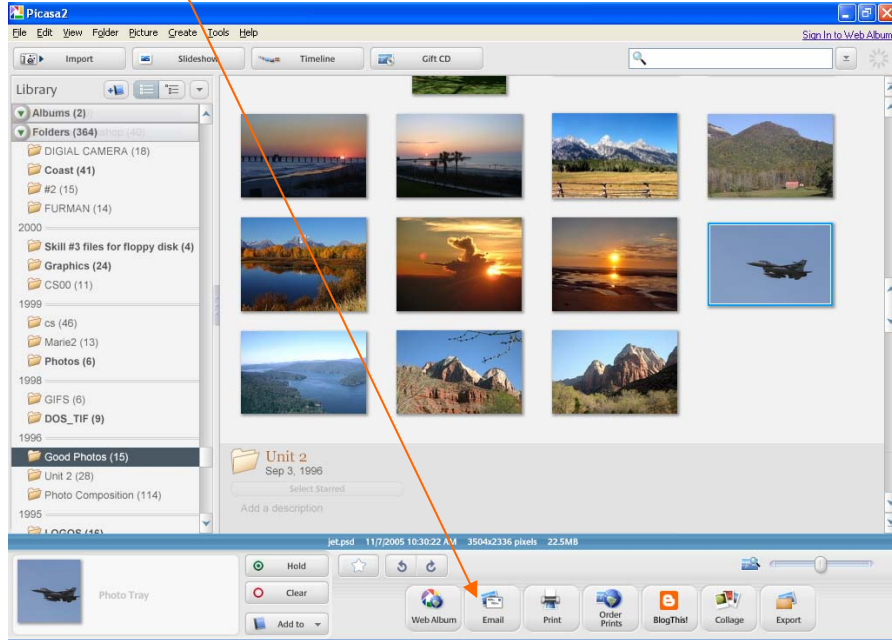 Picasa2
File Edit View Folder Picture Create Tools Help
Sign In to Web Album
Import Slideshow Timeline Gift CD
Library
Albums (2)
Folders (364)
DIGIAL CAMERA (18)
Coast (41)
#2 (15)
FURMAN (14)
2000
Skill #3 files for floppy disk (4)
Graphics (24)
CS00 (11)
1999
cs (46)
Marie2 (13)
Photos (6)
1998
GIFS (6)
DOS_TIF (9)
1996
Good Photos (15)
Unit 2 (28)
Photo Composition (114)
1995
LOGOS (16)
Unit 2
Sep 3, 1996
Select Starred
Add a description
jet.psd 11/7/2005 10:30:22 AM 3504x2336 pixels 22.5MB
Photo Tray
Hold
Clear
Add to
Web Album Email Print Order Prints BlogThis! Collage Export